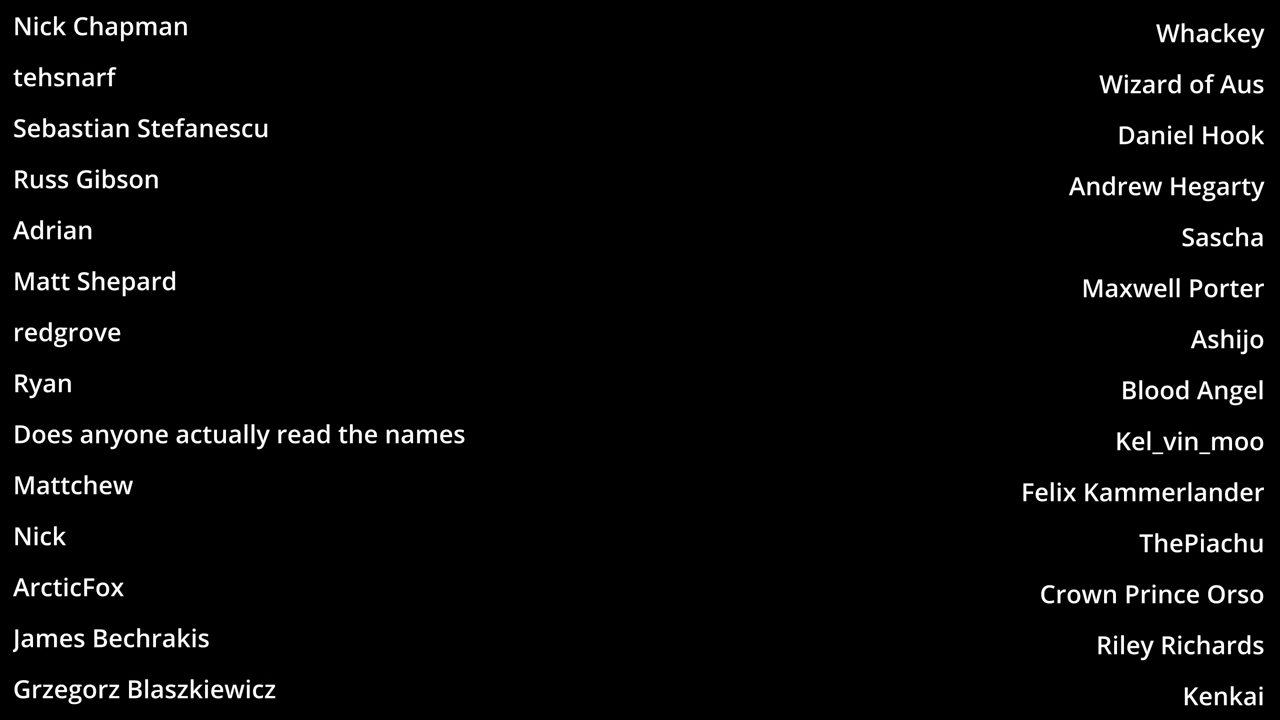 Nick Chapman
tehsnarf
Sebastian Stefanescu
Russ Gibson
Adrian
Matt Shepard
redgrove
Ryan
Does anyone actually read the names
Mattchew
Nick
ArcticFox
James Bechrakis
Grzegorz Blaszkiewicz
Whackey
Wizard of Aus
Daniel Hook
Andrew Hegarty
Sascha
Maxwell Porter
Ashijo
Blood Angel
Kel_vin_moo
Felix Kammerlander
ThePiachu
Crown Prince Orso
Riley Richards
Kenkai